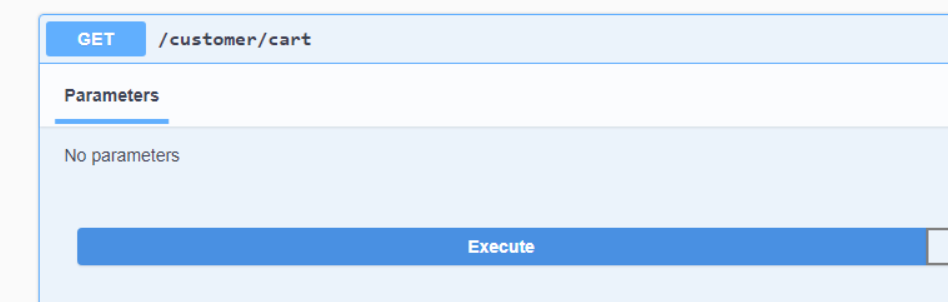 GET /customer/cart
Parameters
No parameters
Execute